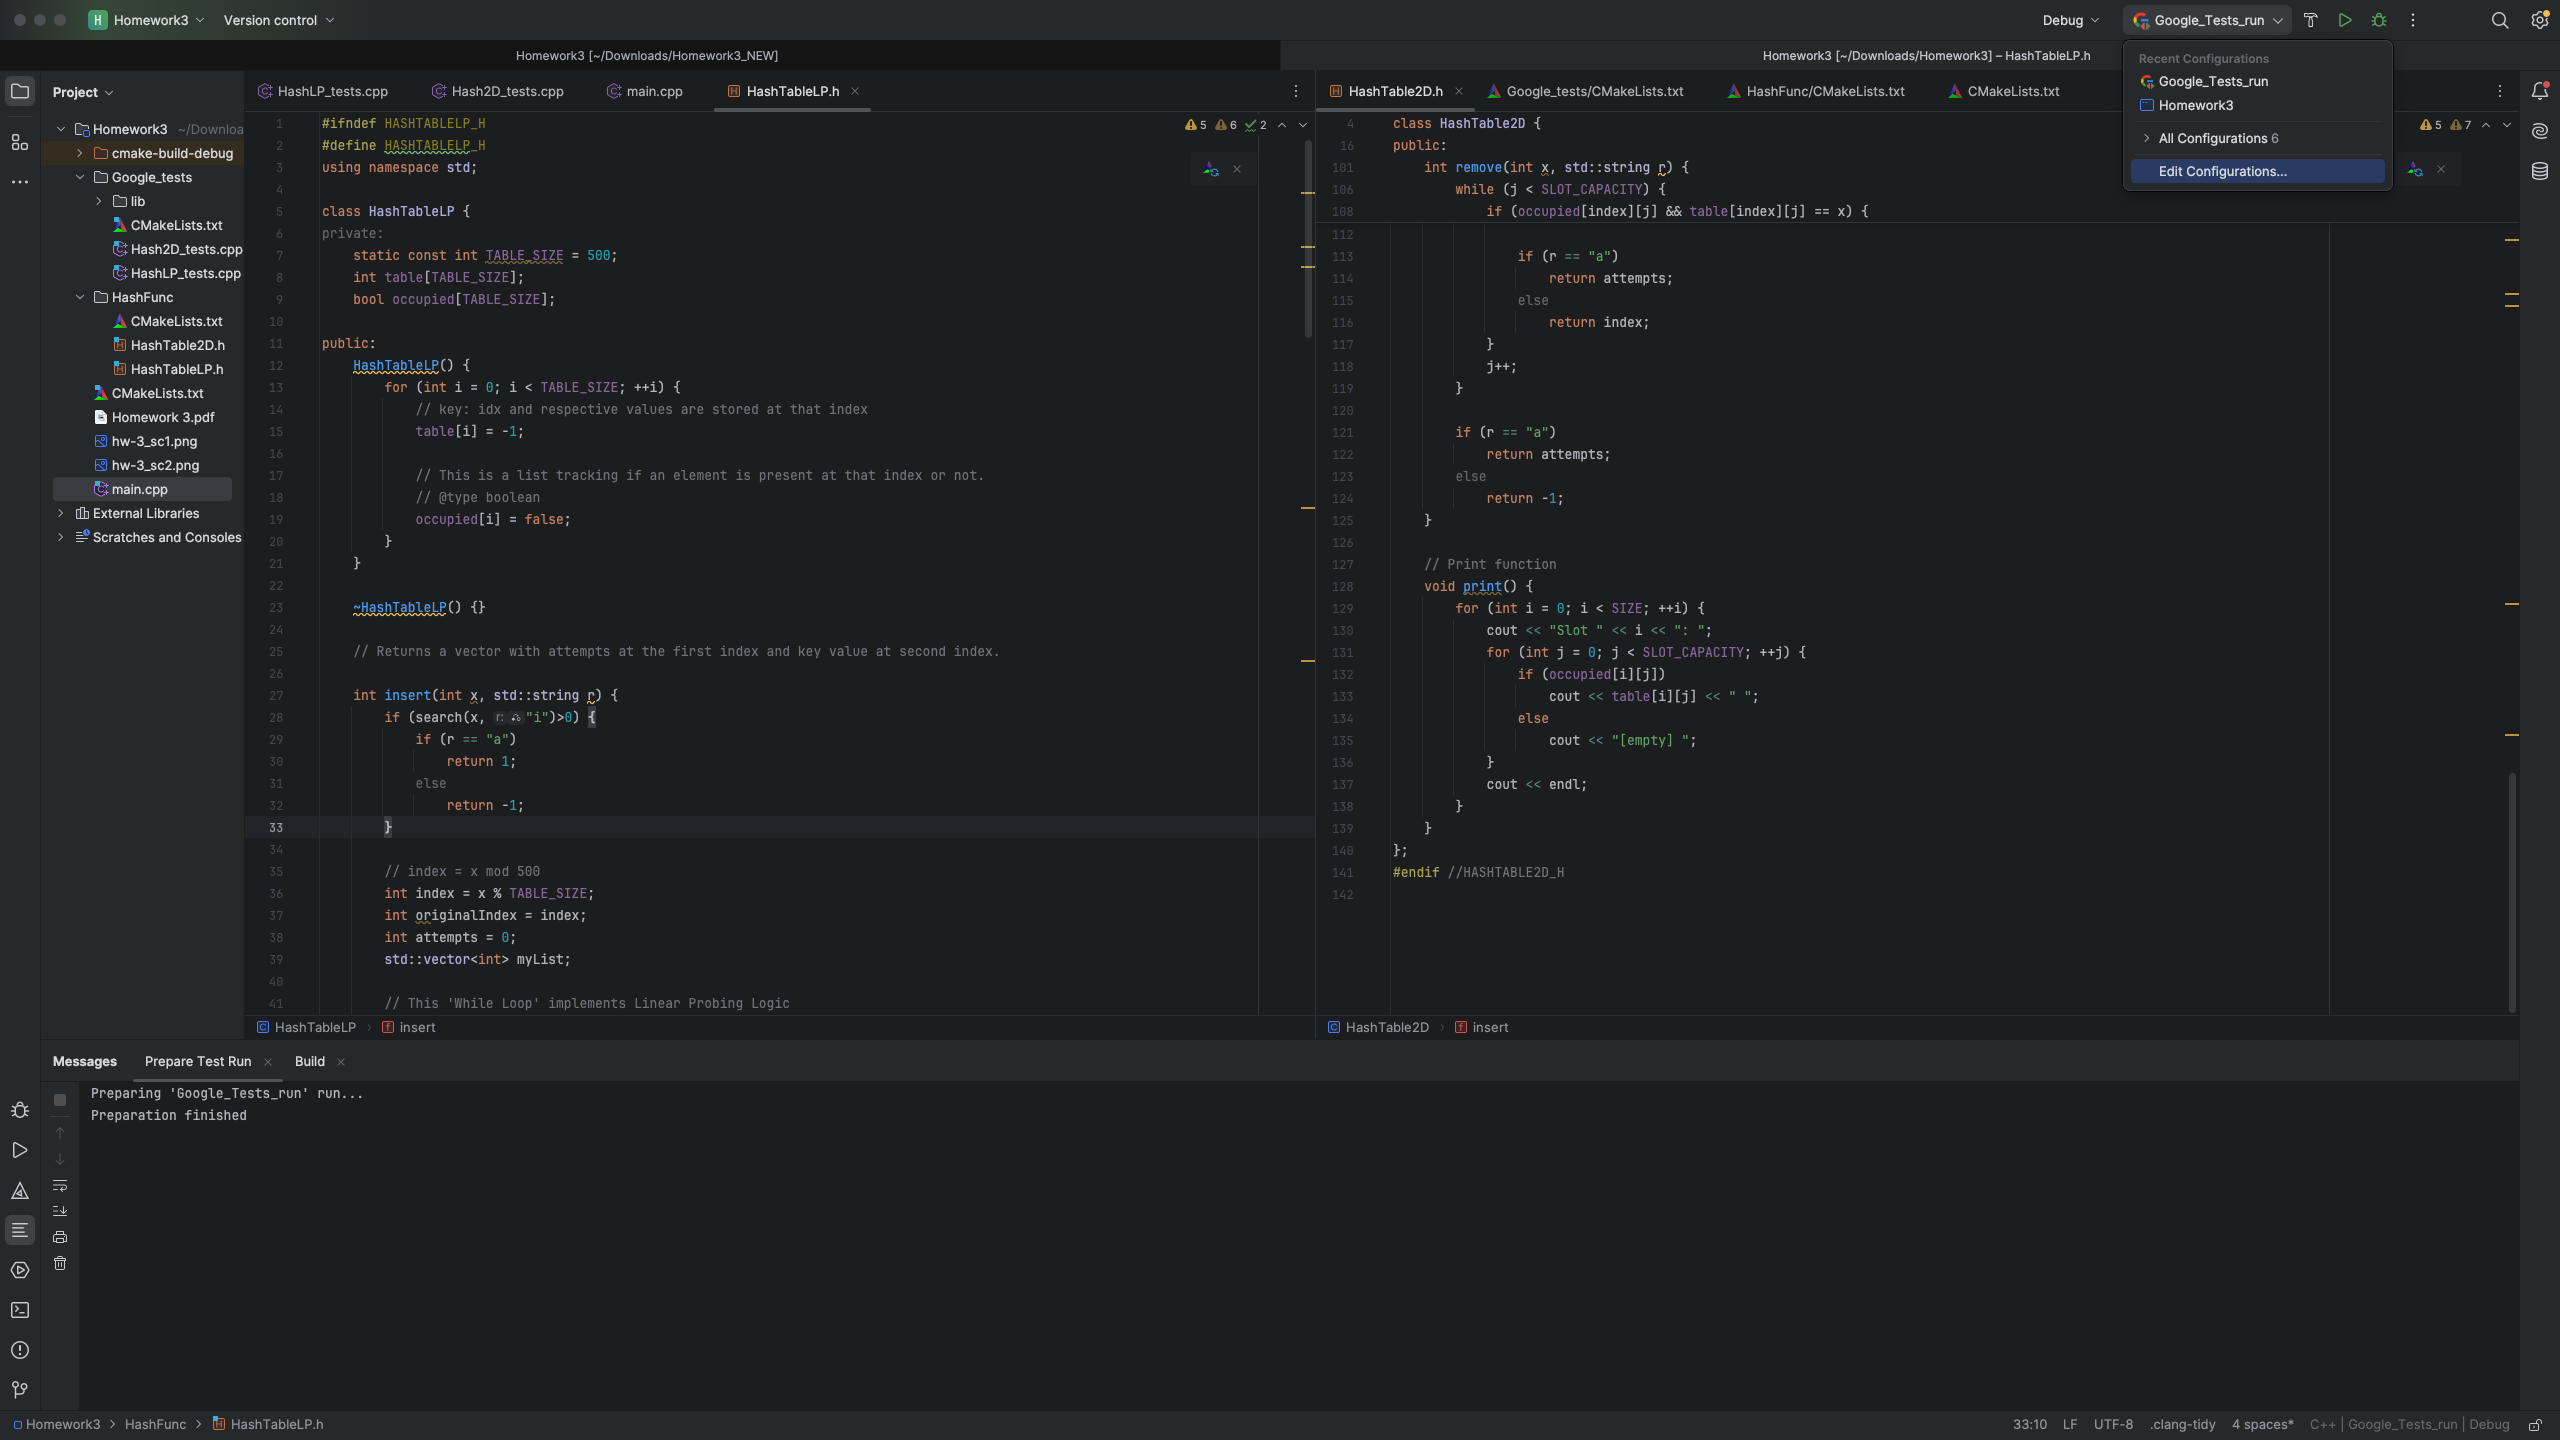 H Homework3 Version control Debug Google_Tests_run
Homework3 [~/Downloads/Homework3_NEW] Homework3 [~/Downloads/Homework3] – HashTableLP.h
Recent Configurations
Google_Tests_run
Homework3
All Configurations 6
Edit Configurations...
Project
Homework3 ~/Downloa
cmake-build-debug
Google_tests
lib
CMakeLists.txt
Hash2D_tests.cpp
HashLP_tests.cpp
HashFunc
CMakeLists.txt
HashTable2D.h
HashTableLP.h
CMakeLists.txt
Homework 3.pdf
hw-3_sc1.png
hw-3_sc2.png
main.cpp
External Libraries
Scratches and Consoles
HashLP_tests.cpp Hash2D_tests.cpp main.cpp HashTableLP.h
5 6 2
1 #ifndef HASHTABLELP_H
2 #define HASHTABLELP_H
3 using namespace std;
4
5 class HashTableLP {
6 private:
7 static const int TABLE_SIZE = 500;
8 int table[TABLE_SIZE];
9 bool occupied[TABLE_SIZE];
10
11 public:
12 HashTableLP() {
13 for (int i = 0; i < TABLE_SIZE; ++i) {
14 // key: idx and respective values are stored at that index
15 table[i] = -1;
16
17 // This is a list tracking if an element is present at that index or not.
18 // @type boolean
19 occupied[i] = false;
20 }
21 }
22
23 ~HashTableLP() {}
24
25 // Returns a vector with attempts at the first index and key value at second index.
26
27 int insert(int x, std::string r) {
28 if (search(x, r: "i")>0) {
29 if (r == "a")
30 return 1;
31 else
32 return -1;
33 }
34
35 // index = x mod 500
36 int index = x % TABLE_SIZE;
37 int originalIndex = index;
38 int attempts = 0;
39 std::vector<int> myList;
40
41 // This 'While Loop' implements Linear Probing Logic
HashTableLP insert
HashTable2D.h Google_tests/CMakeLists.txt HashFunc/CMakeLists.txt CMakeLists.txt
5 7
4 class HashTable2D {
16 public:
101 int remove(int x, std::string r) {
106 while (j < SLOT_CAPACITY) {
108 if (occupied[index][j] && table[index][j] == x) {
112
113 if (r == "a")
114 return attempts;
115 else
116 return index;
117 }
118 j++;
119 }
120
121 if (r == "a")
122 return attempts;
123 else
124 return -1;
125 }
126
127 // Print function
128 void print() {
129 for (int i = 0; i < SIZE; ++i) {
130 cout << "Slot " << i << ": ";
131 for (int j = 0; j < SLOT_CAPACITY; ++j) {
132 if (occupied[i][j])
133 cout << table[i][j] << " ";
134 else
135 cout << "[empty] ";
136 }
137 cout << endl;
138 }
139 }
140 };
141 #endif //HASHTABLE2D_H
142
HashTable2D insert
Messages Prepare Test Run Build
Preparing 'Google_Tests_run' run...
Preparation finished
Homework3 HashFunc HashTableLP.h 33:10 LF UTF-8 .clang-tidy 4 spaces* C++ | Google_Tests_run | Debug